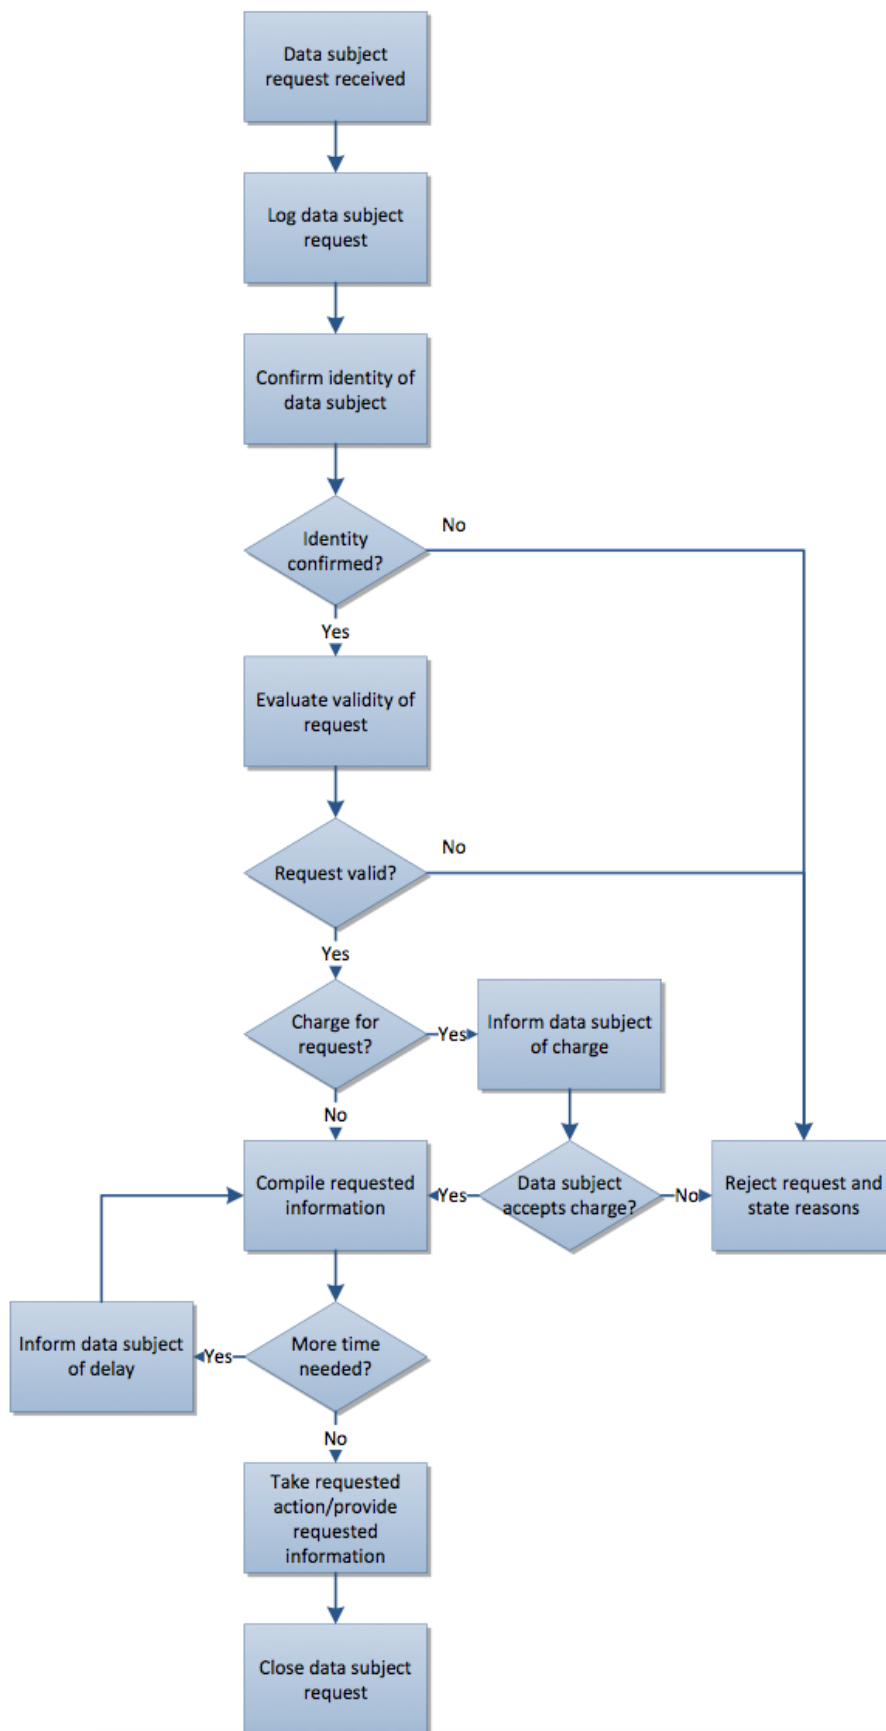 Data subject
request received
Log data subject
request
Confirm identity of
data subject
Identity
confirmed?
No
Yes
Evaluate validity of
request
Request valid?
No
Yes
Charge for
request?
Yes
Inform data subject
of charge
No
Compile requested
information
Yes
Data subject
accepts charge?
No
Reject request and
state reasons
Inform data subject
of delay
Yes
More time
needed?
No
Take requested
action/provide
requested
information
Close data subject
request